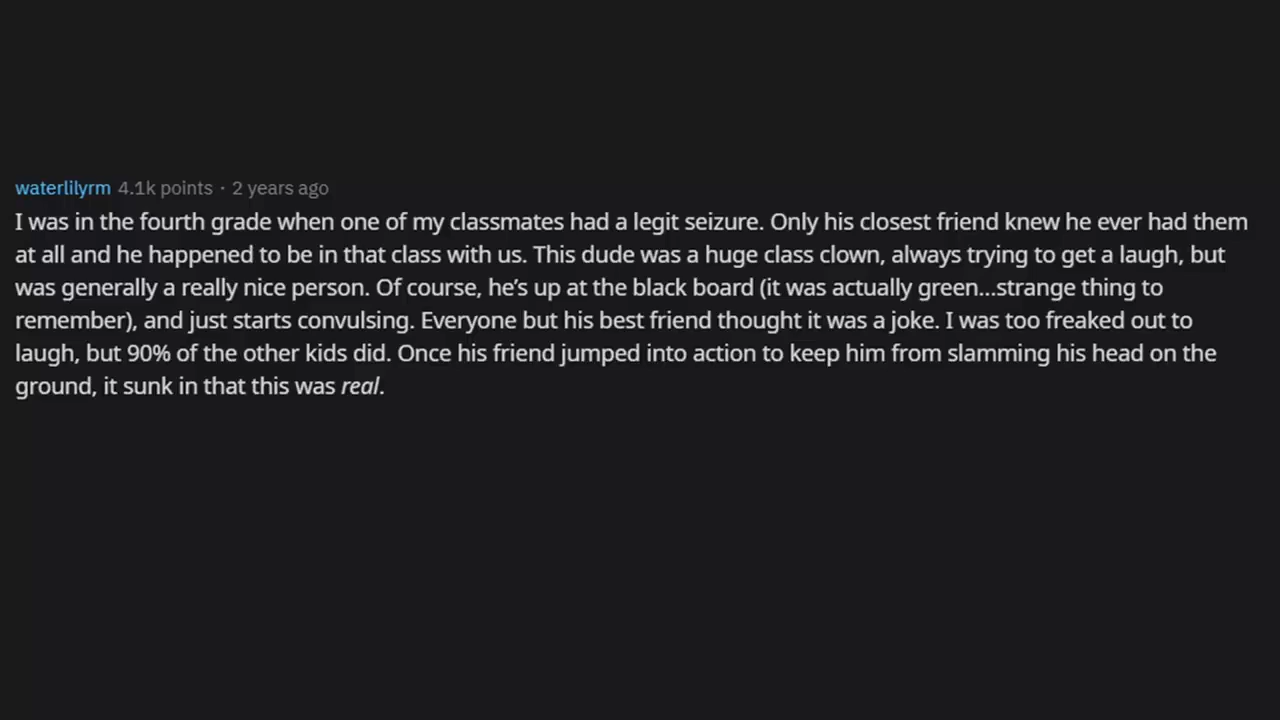 waterlilyrm 4.1k points · 2 years ago
I was in the fourth grade when one of my classmates had a legit seizure. Only his closest friend knew he ever had them
at all and he happened to be in that class with us. This dude was a huge class clown, always trying to get a laugh, but
was generally a really nice person. Of course, he’s up at the black board (it was actually green...strange thing to
remember), and just starts convulsing. Everyone but his best friend thought it was a joke. I was too freaked out to
laugh, but 90% of the other kids did. Once his friend jumped into action to keep him from slamming his head on the
ground, it sunk in that this was real.